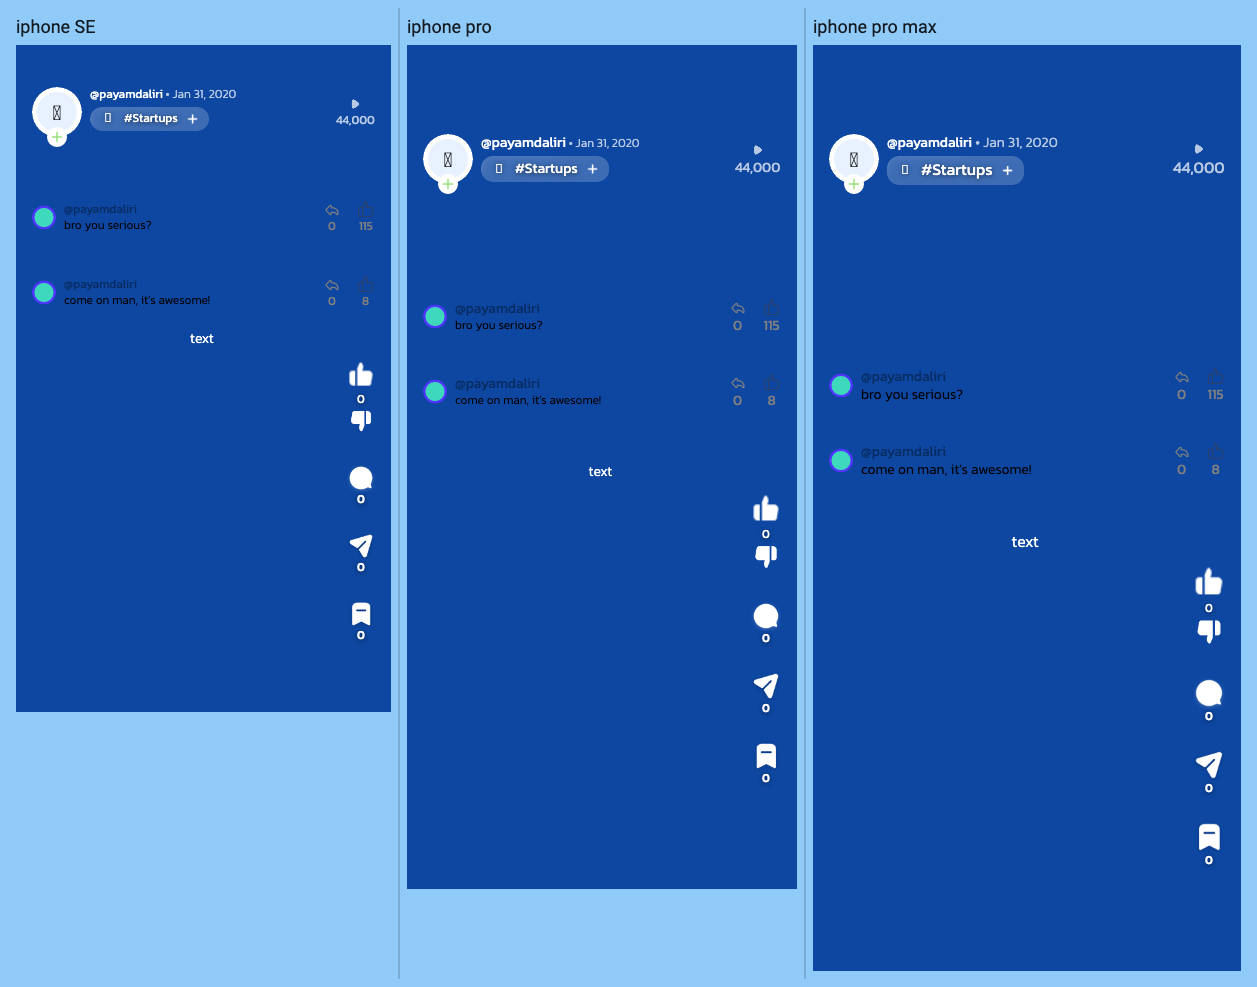 iphone SE
@payamdaliri • Jan 31, 2020
#Startups +
44,000
@payamdaliri
bro you serious?
0 115
@payamdaliri
come on man, it's awesome!
0 8
text
0
0
0
0
iphone pro
@payamdaliri • Jan 31, 2020
#Startups +
44,000
@payamdaliri
bro you serious?
0 115
@payamdaliri
come on man, it's awesome!
0 8
text
0
0
0
0
iphone pro max
@payamdaliri • Jan 31, 2020
#Startups +
44,000
@payamdaliri
bro you serious?
0 115
@payamdaliri
come on man, it's awesome!
0 8
text
0
0
0
0